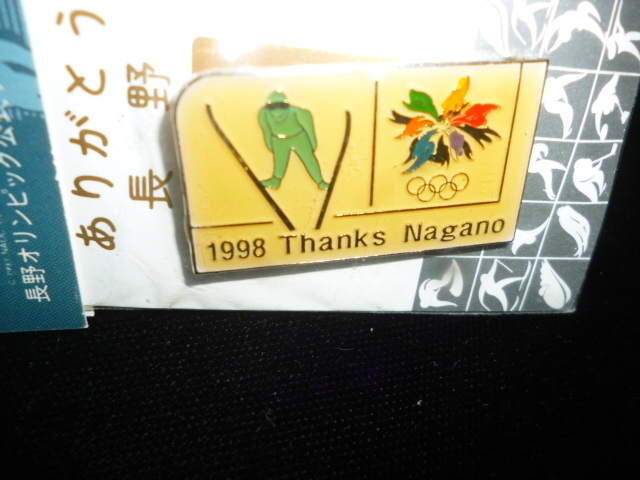 ありがとう
長野
長野オリンピック公式
1998 Thanks Nagano